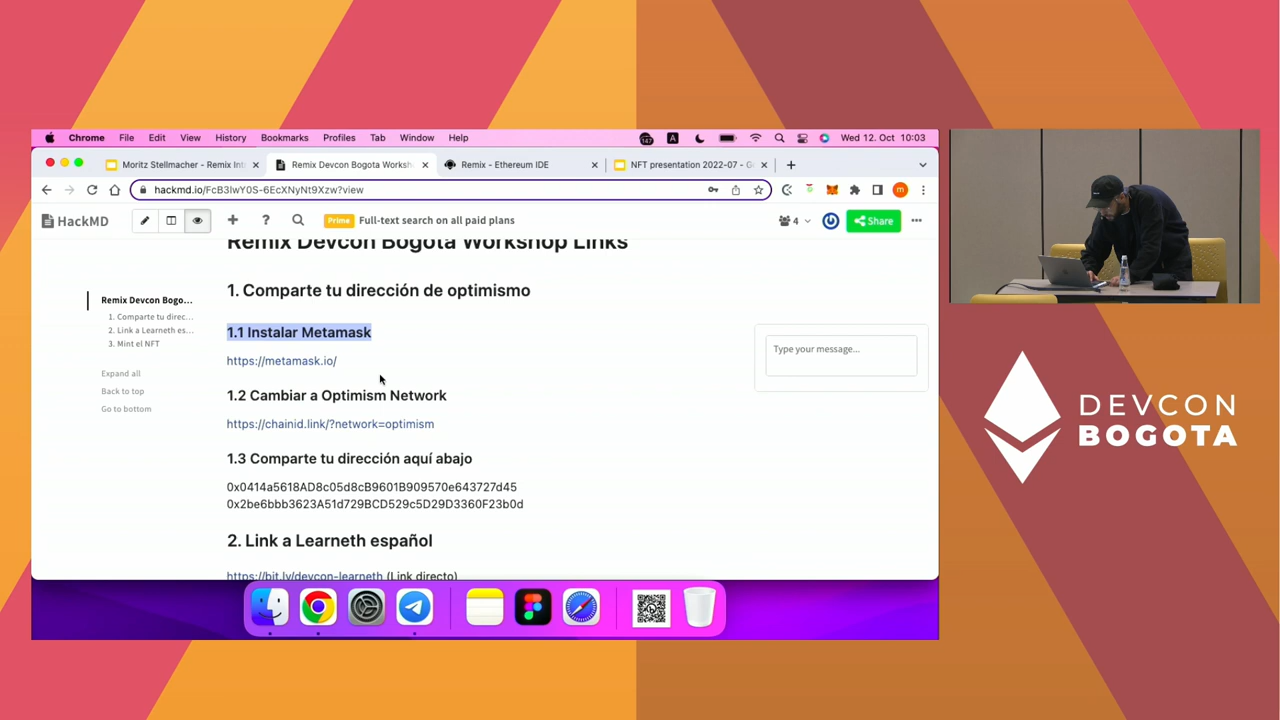 Chrome File Edit View History Bookmarks Profiles Tab Window Help
A
Wed 12. Oct 10:03
Moritz Stellmacher - Remix Int
Remix Devcon Bogota Worksh
Remix - Ethereum IDE
NFT presentation 2022-07 - G
hackmd.io/FcB3IwY0S-6EcXNyNt9Xzw?view
m
HackMD
Prime Full-text search on all paid plans
4
Share
Remix Devcon Bogota Workshop Links
Remix Devcon Bogo...
1. Comparte tu direc...
2. Link a Learneth es...
3. Mint el NFT
Expand all
Back to top
Go to bottom
1. Comparte tu dirección de optimismo
1.1 Instalar Metamask
https://metamask.io/
1.2 Cambiar a Optimism Network
https://chainid.link/?network=optimism
1.3 Comparte tu dirección aquí abajo
0x0414a5618AD8c05d8cB9601B909570e643727d45
0x2be6bbb3623A51d729BCD529c5D29D3360F23b0d
2. Link a Learneth español
https://bit.ly/devcon-learneth (Link directo)
Type your message...
DEVCON
BOGOTA